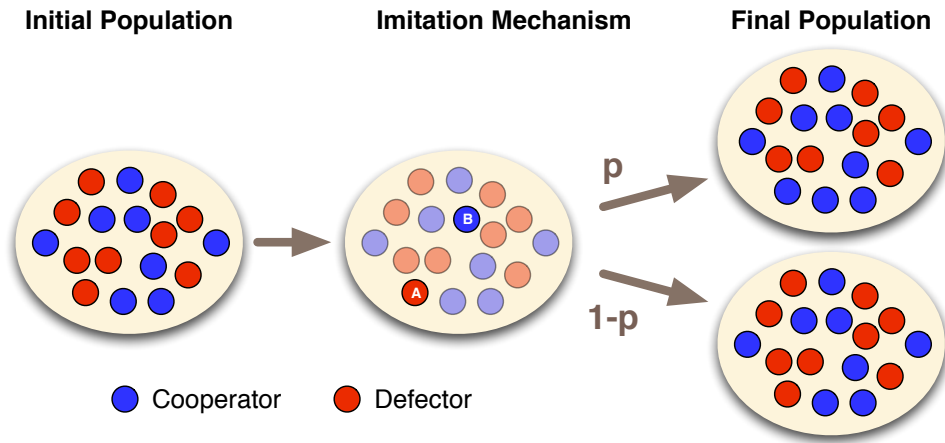 Initial Population
Imitation Mechanism
Final Population
p
B
A
1-p
Cooperator
Defector